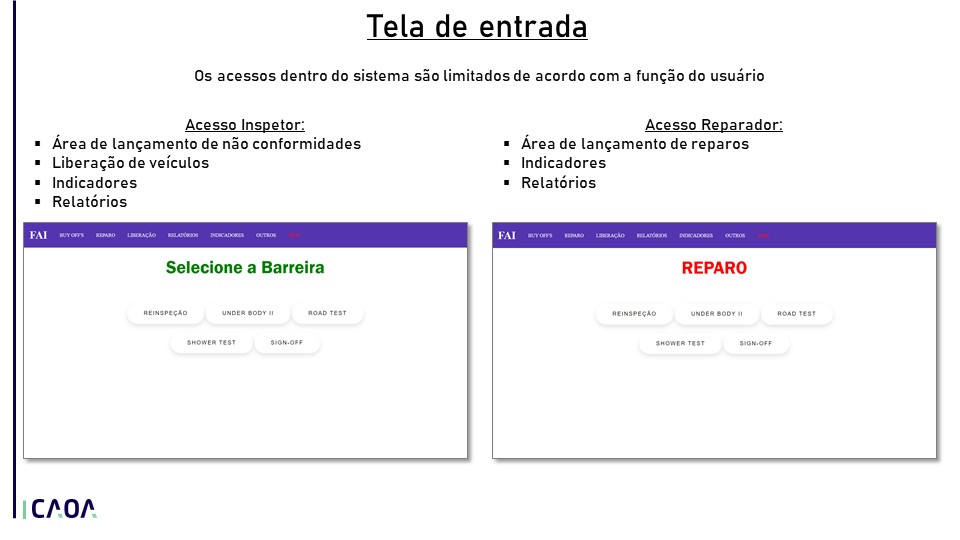 Tela de entrada
Os acessos dentro do sistema são limitados de acordo com a função do usuário
Acesso Inspetor:
▪ Área de lançamento de não conformidades
▪ Liberação de veículos
▪ Indicadores
▪ Relatórios
Acesso Reparador:
▪ Área de lançamento de reparos
▪ Indicadores
▪ Relatórios
FAI BUY OFF'S REPARO LIBERAÇÃO RELATÓRIOS INDICADORES OUTROS
Selecione a Barreira
REINSPEÇÃO UNDER BODY II ROAD TEST
SHOWER TEST SIGN-OFF
FAI BUY OFF'S REPARO LIBERAÇÃO RELATÓRIOS INDICADORES OUTROS
REPARO
REINSPEÇÃO UNDER BODY II ROAD TEST
SHOWER TEST SIGN-OFF
CAOA